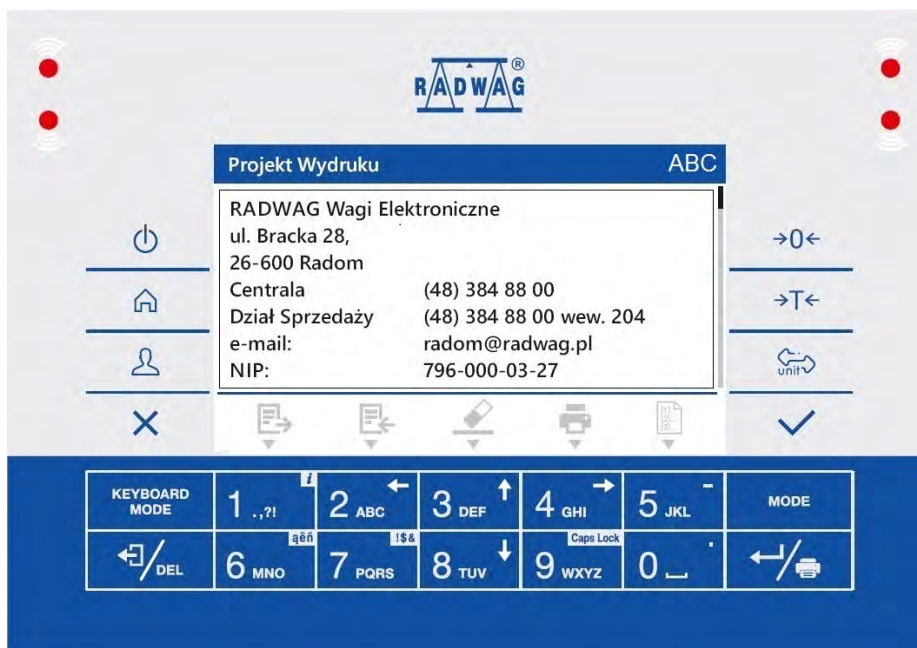 RADWAG®
Projekt Wydruku ABC
RADWAG Wagi Elektroniczne
ul. Bracka 28,
26-600 Radom
Centrala (48) 384 88 00
Dział Sprzedaży (48) 384 88 00 wew. 204
e-mail: radom@radwag.pl
NIP: 796-000-03-27
→0←
→T←
unit
KEYBOARD MODE
1 .,?! i
2 ABC ←
3 DEF ↑
4 GHI →
5 JKL -
MODE
DEL
6 MNO ąëñ
7 PQRS !$&
8 TUV ↓
9 WXYZ Caps Lock
0 .